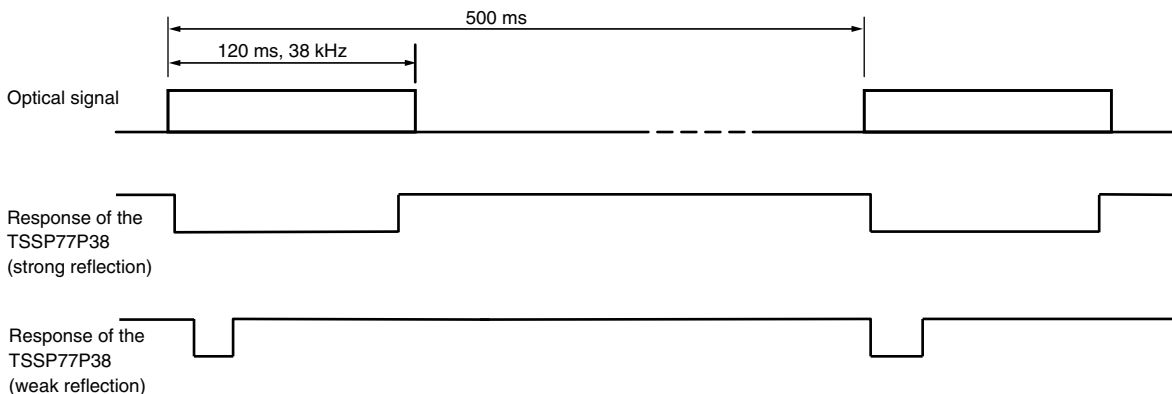 500 ms
120 ms, 38 kHz
Optical signal
Response of the
TSSP77P38
(strong reflection)
Response of the
TSSP77P38
(weak reflection)